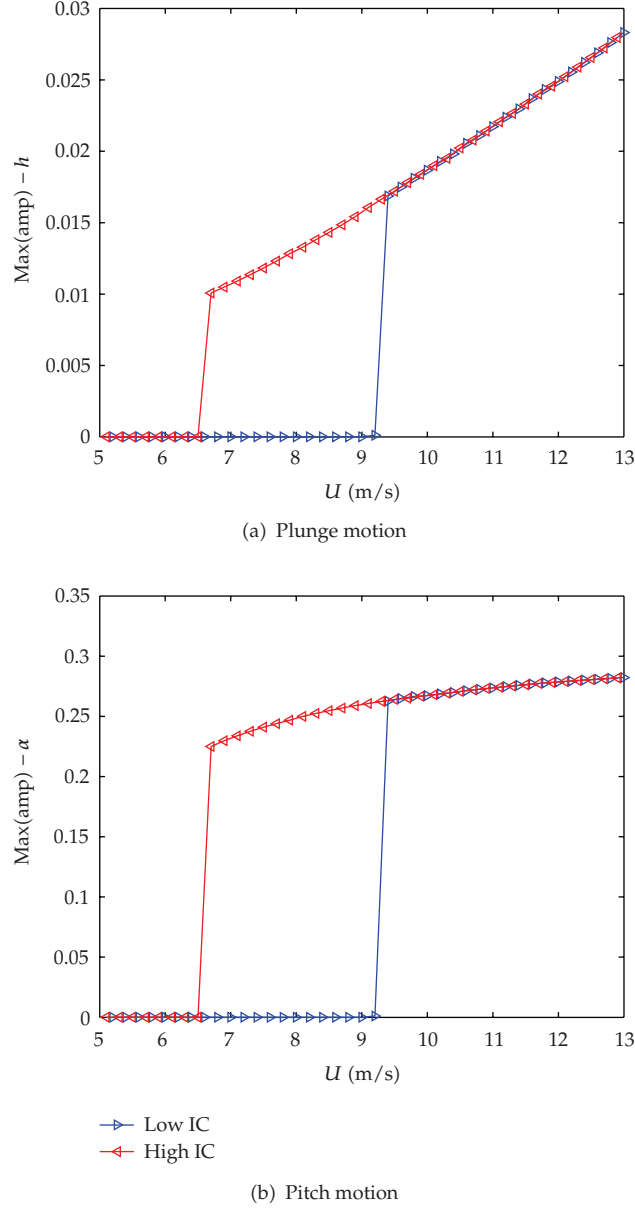 0.03
0.025
0.02
0.015
0.01
0.005
0
Max(amp) − h
5 6 7 8 9 10 11 12 13
U (m/s)
(a) Plunge motion
0.35
0.3
0.25
0.2
0.15
0.1
0.05
0
Max(amp) − α
5 6 7 8 9 10 11 12 13
U (m/s)
Low IC
High IC
(b) Pitch motion